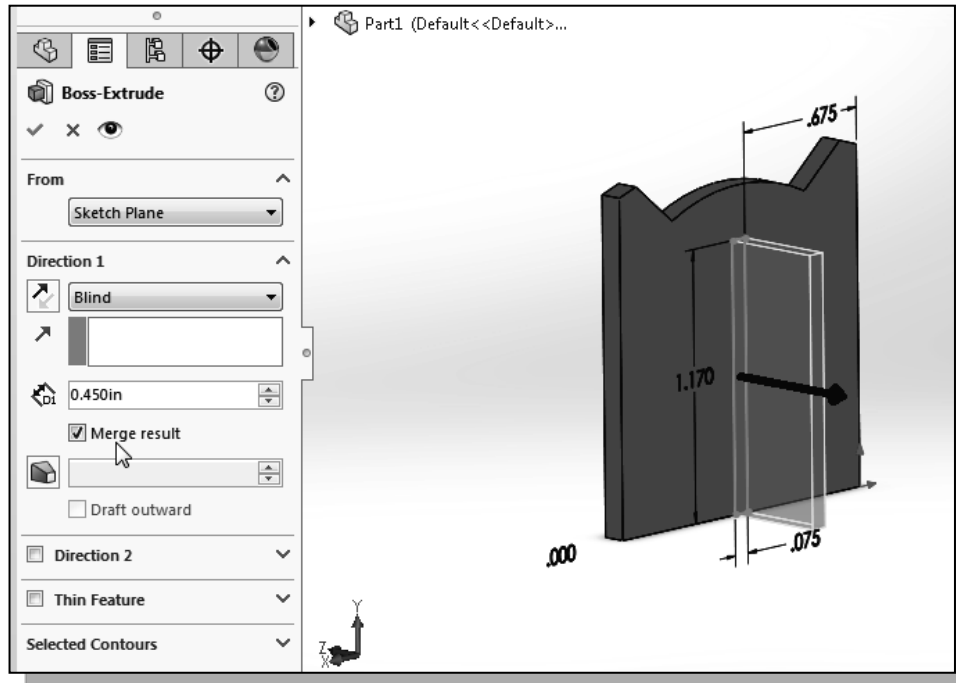 Part1 (Default<<Default>...
Boss-Extrude
From
Sketch Plane
Direction 1
Blind
D1
0.450in
Merge result
Draft outward
Direction 2
Thin Feature
Selected Contours
.675
1.170
.075
.000
Y
Z
X